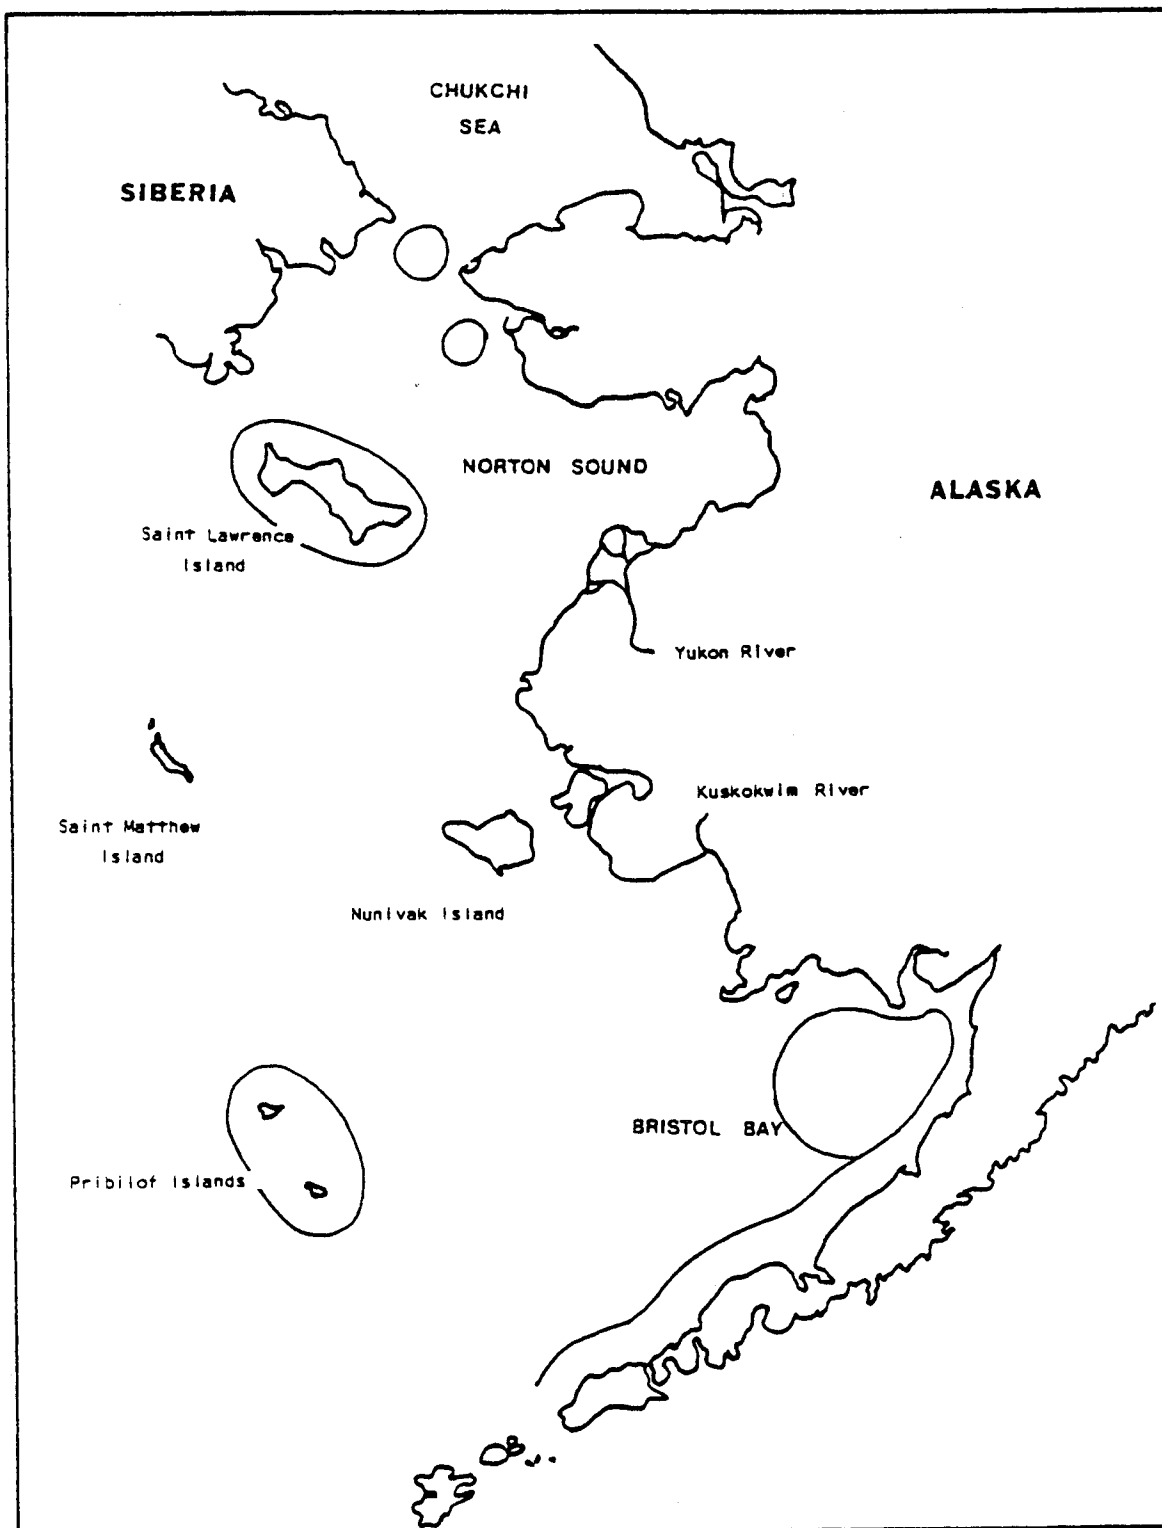 CHUKCHI
SEA
SIBERIA
NORTON SOUND
ALASKA
Saint Lawrence
Island
Yukon River
Kuskokwim River
Saint Matthew
Island
Nunivak Island
BRISTOL BAY
Pribilof Islands